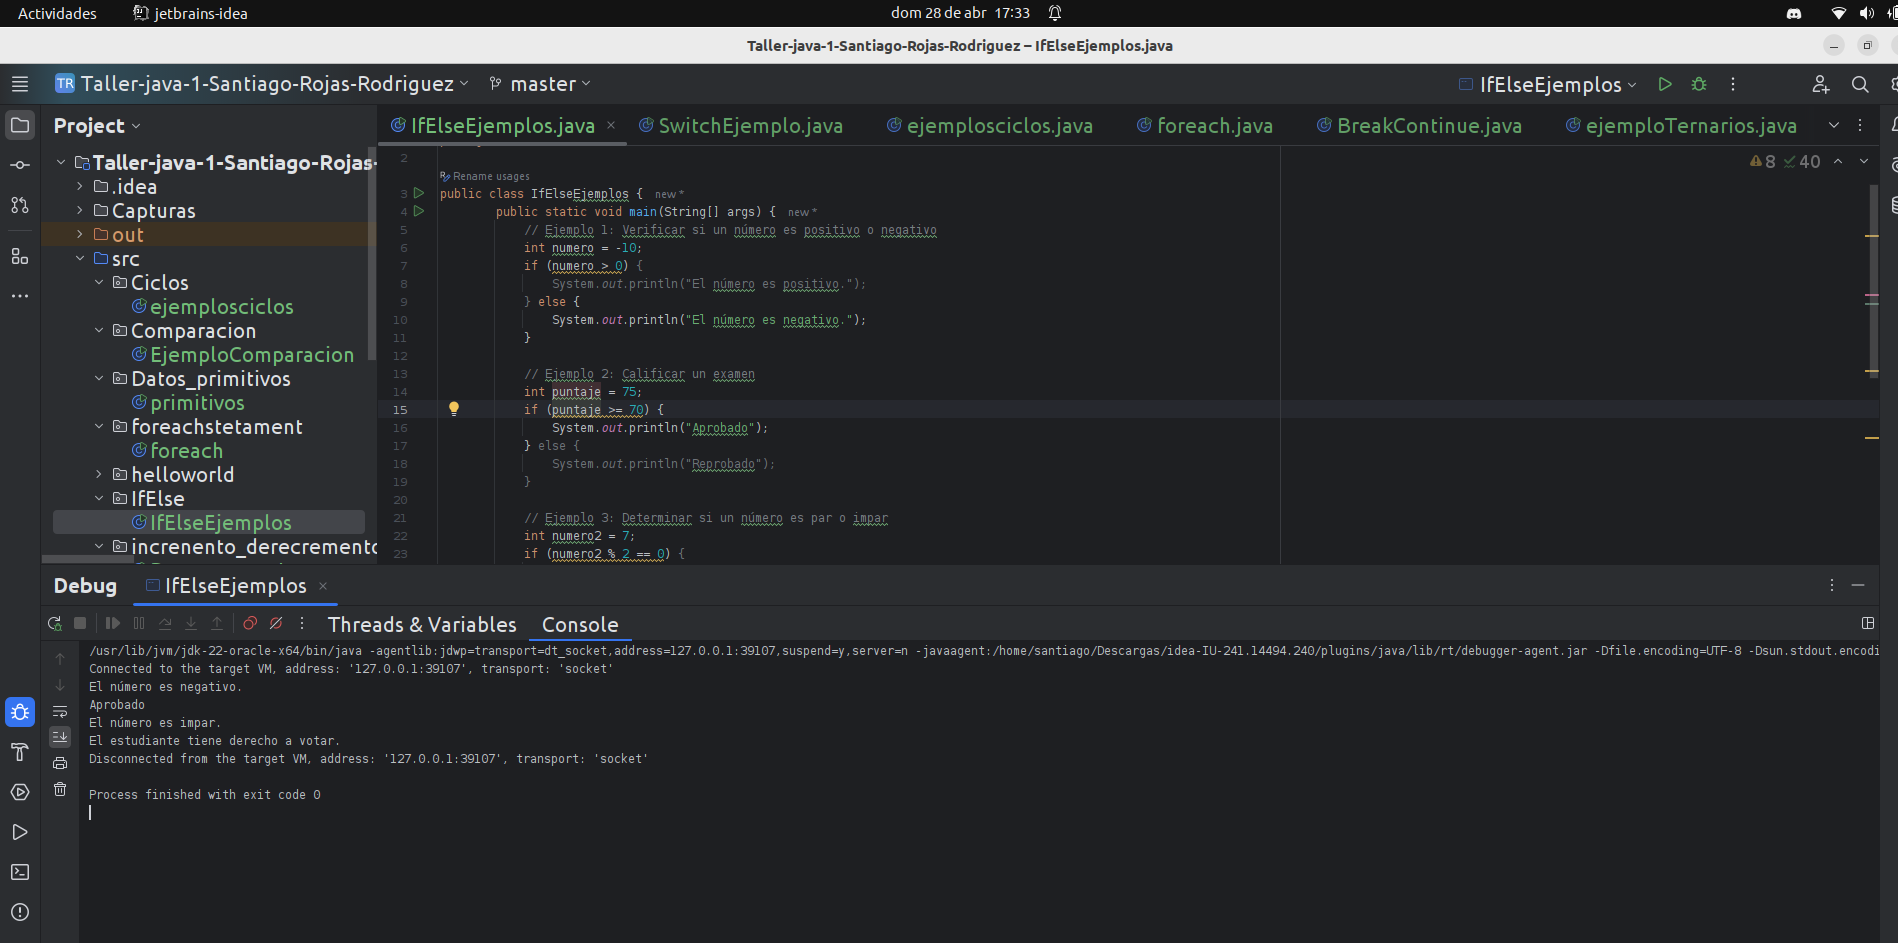 Actividades
jetbrains-idea
dom 28 de abr 17:33
Taller-java-1-Santiago-Rojas-Rodriguez – IfElseEjemplos.java
TR Taller-java-1-Santiago-Rojas-Rodriguez
master
IfElseEjemplos
Project
Taller-java-1-Santiago-Rojas-
.idea
Capturas
out
src
Ciclos
ejemplosciclos
Comparacion
EjemploComparacion
Datos_primitivos
primitivos
foreachstetament
foreach
helloworld
IfElse
IfElseEjemplos
increnento_derecremento
IfElseEjemplos.java
SwitchEjemplo.java
ejemplosciclos.java
foreach.java
BreakContinue.java
ejemploTernarios.java
8 40
2
Rename usages
3 public class IfElseEjemplos { new *
4 public static void main(String[] args) { new *
5 // Ejemplo 1: Verificar si un número es positivo o negativo
6 int numero = -10;
7 if (numero > 0) {
8 System.out.println("El número es positivo.");
9 } else {
10 System.out.println("El número es negativo.");
11 }
12
13 // Ejemplo 2: Calificar un examen
14 int puntaje = 75;
15 if (puntaje >= 70) {
16 System.out.println("Aprobado");
17 } else {
18 System.out.println("Reprobado");
19 }
20
21 // Ejemplo 3: Determinar si un número es par o impar
22 int numero2 = 7;
23 if (numero2 % 2 == 0) {
Debug
IfElseEjemplos
Threads & Variables
Console
/usr/lib/jvm/jdk-22-oracle-x64/bin/java -agentlib:jdwp=transport=dt_socket,address=127.0.0.1:39107,suspend=y,server=n -javaagent:/home/santiago/Descargas/idea-IU-241.14494.240/plugins/java/lib/rt/debugger-agent.jar -Dfile.encoding=UTF-8 -Dsun.stdout.encodi
Connected to the target VM, address: '127.0.0.1:39107', transport: 'socket'
El número es negativo.
Aprobado
El número es impar.
El estudiante tiene derecho a votar.
Disconnected from the target VM, address: '127.0.0.1:39107', transport: 'socket'
Process finished with exit code 0